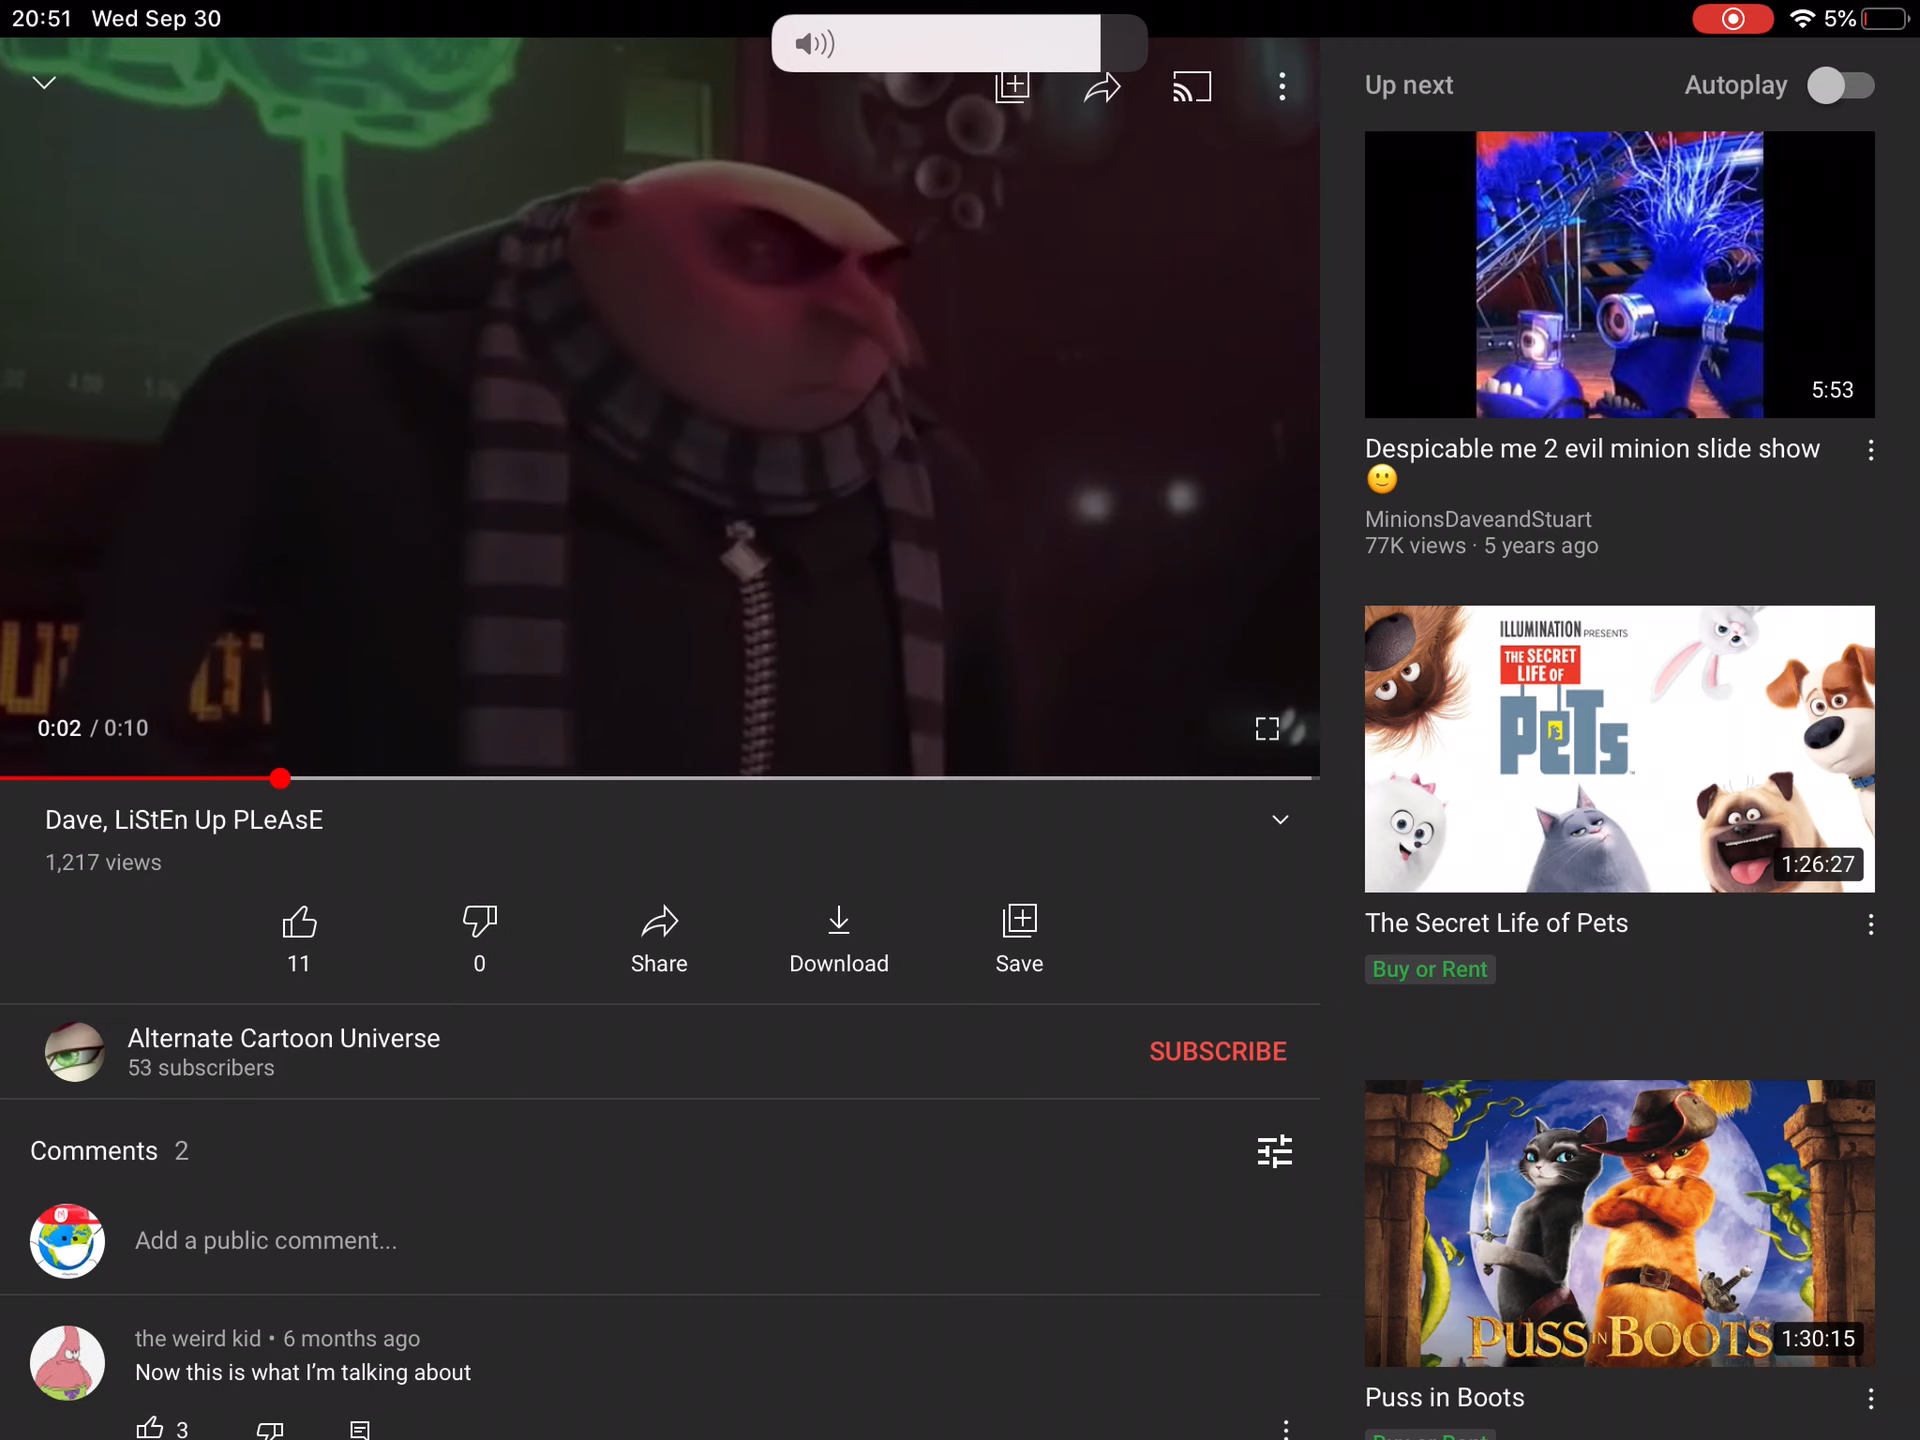 20:51 Wed Sep 30
5%
Up next
Autoplay
0:02 / 0:10
Dave, LiStEn Up PLeAsE
1,217 views
11
0
Share
Download
Save
Alternate Cartoon Universe
53 subscribers
SUBSCRIBE
Comments 2
Add a public comment...
the weird kid • 6 months ago
Now this is what I’m talking about
3
5:53
Despicable me 2 evil minion slide show
🙂
MinionsDaveandStuart
77K views · 5 years ago
ILLUMINATION PRESENTS
THE SECRET
LIFE OF
PETS
1:26:27
The Secret Life of Pets
Buy or Rent
PUSS IN BOOTS
1:30:15
Puss in Boots
Buy or Rent